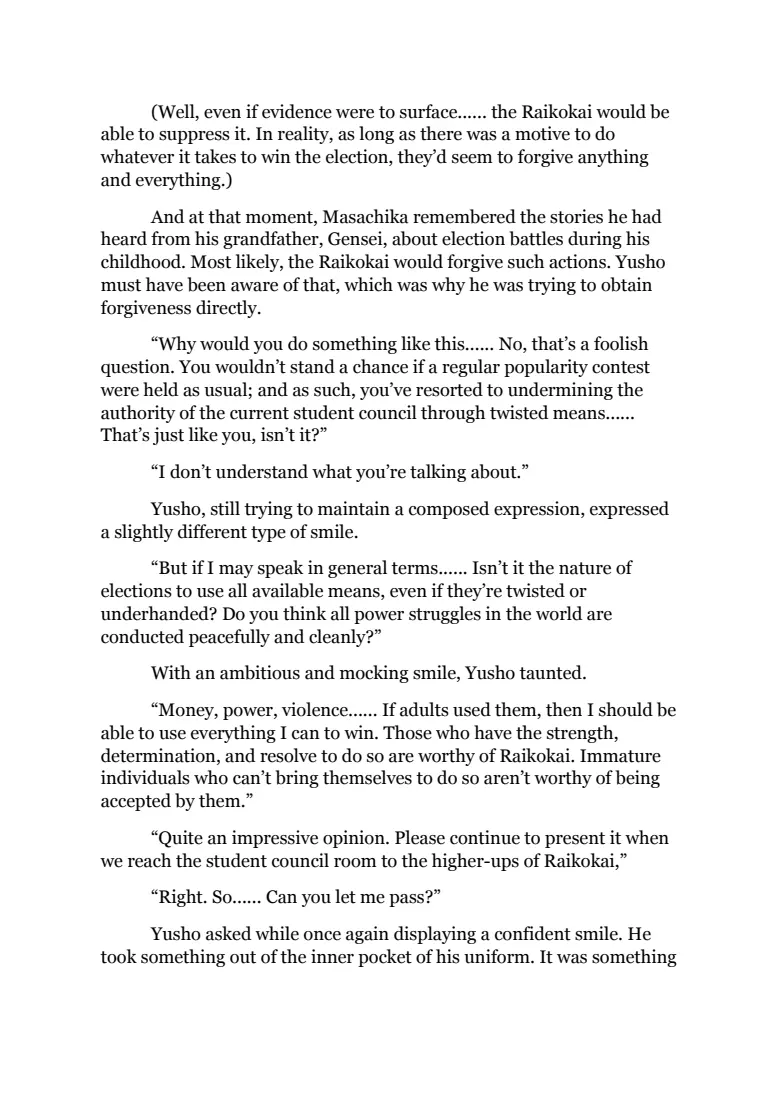 (Well, even if evidence were to surface...... the Raikokai would be
able to suppress it. In reality, as long as there was a motive to do
whatever it takes to win the election, they’d seem to forgive anything
and everything.)
And at that moment, Masachika remembered the stories he had
heard from his grandfather, Gensei, about election battles during his
childhood. Most likely, the Raikokai would forgive such actions. Yusho
must have been aware of that, which was why he was trying to obtain
forgiveness directly.
“Why would you do something like this...... No, that’s a foolish
question. You wouldn’t stand a chance if a regular popularity contest
were held as usual; and as such, you’ve resorted to undermining the
authority of the current student council through twisted means......
That’s just like you, isn’t it?”
“I don’t understand what you’re talking about.”
Yusho, still trying to maintain a composed expression, expressed
a slightly different type of smile.
“But if I may speak in general terms...... Isn’t it the nature of
elections to use all available means, even if they’re twisted or
underhanded? Do you think all power struggles in the world are
conducted peacefully and cleanly?”
With an ambitious and mocking smile, Yusho taunted.
“Money, power, violence...... If adults used them, then I should be
able to use everything I can to win. Those who have the strength,
determination, and resolve to do so are worthy of Raikokai. Immature
individuals who can’t bring themselves to do so aren’t worthy of being
accepted by them.”
“Quite an impressive opinion. Please continue to present it when
we reach the student council room to the higher-ups of Raikokai,”
“Right. So...... Can you let me pass?”
Yusho asked while once again displaying a confident smile. He
took something out of the inner pocket of his uniform. It was something